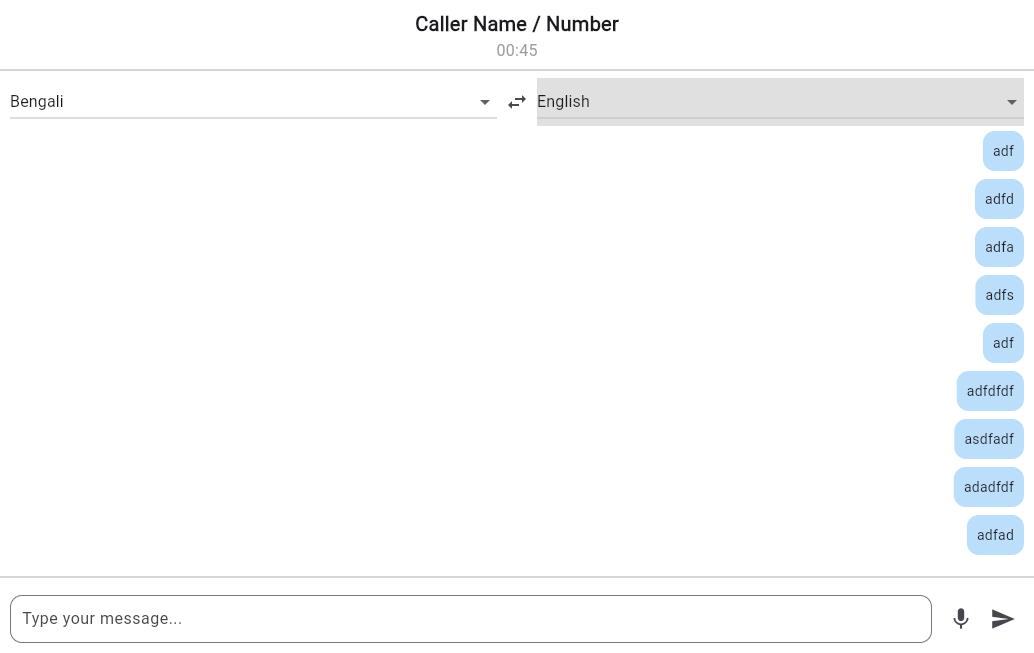 Caller Name / Number
00:45
Bengali
English
adf
adfd
adfa
adfs
adf
adfdfdf
asdfadf
adadfdf
adfad
Type your message...